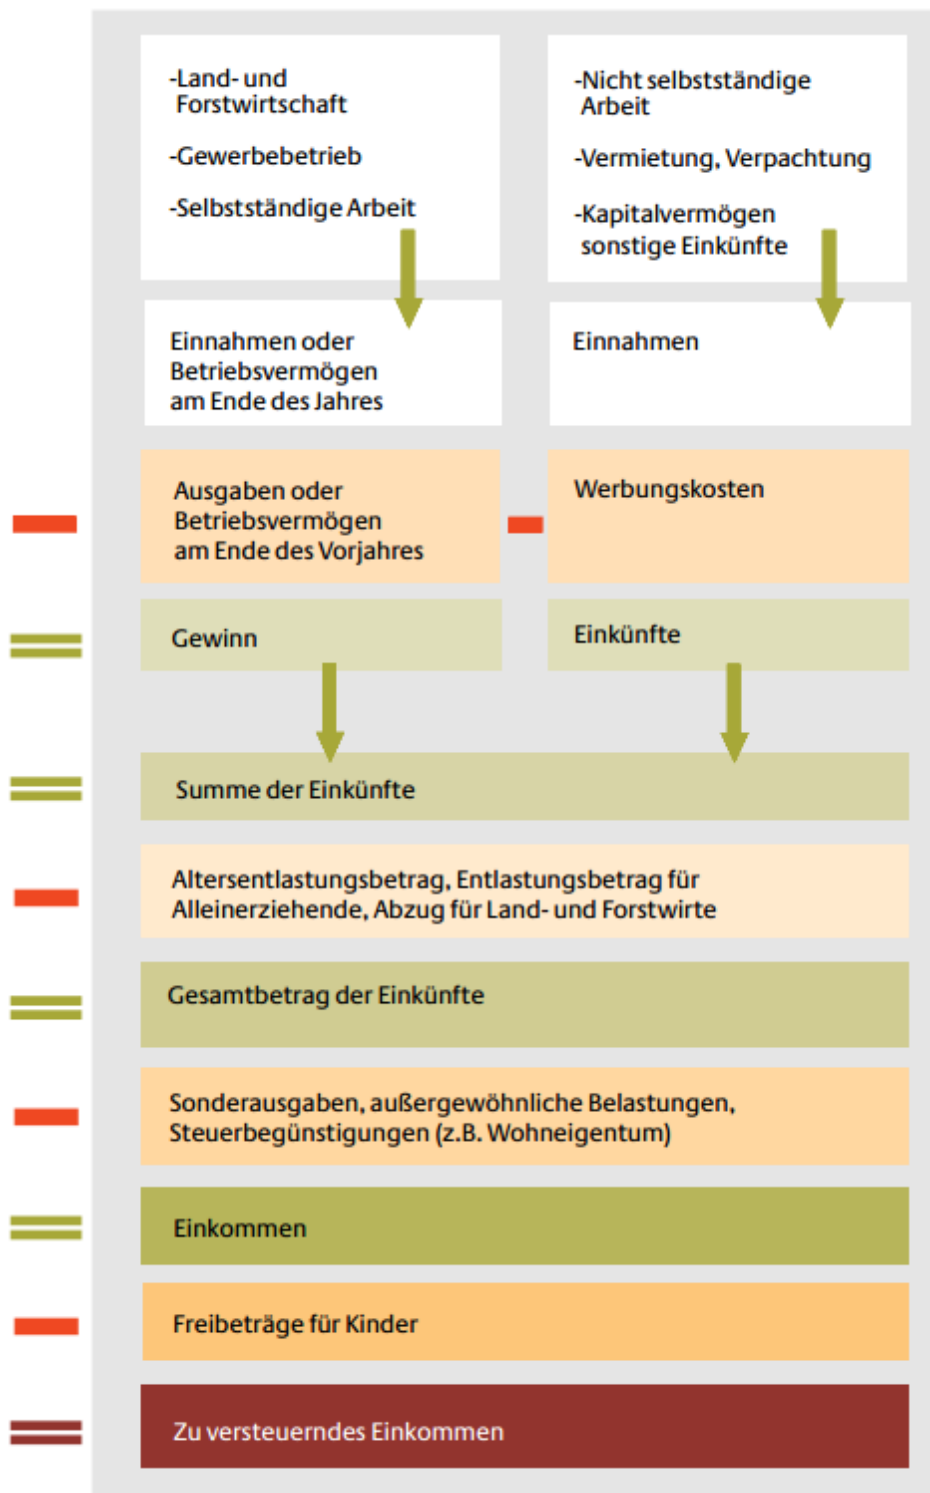 -Land- und
Forstwirtschaft
-Gewerbebetrieb
-Selbstständige Arbeit
-Nicht selbstständige
Arbeit
-Vermietung, Verpachtung
-Kapitalvermögen
sonstige Einkünfte
Einnahmen oder
Betriebsvermögen
am Ende des Jahres
Einnahmen
Ausgaben oder
Betriebsvermögen
am Ende des Vorjahres
Werbungskosten
Gewinn
Einkünfte
Summe der Einkünfte
Altersentlastungsbetrag, Entlastungsbetrag für
Alleinerziehende, Abzug für Land- und Forstwirte
Gesamtbetrag der Einkünfte
Sonderausgaben, außergewöhnliche Belastungen,
Steuerbegünstigungen (z.B. Wohneigentum)
Einkommen
Freibeträge für Kinder
Zu versteuerndes Einkommen